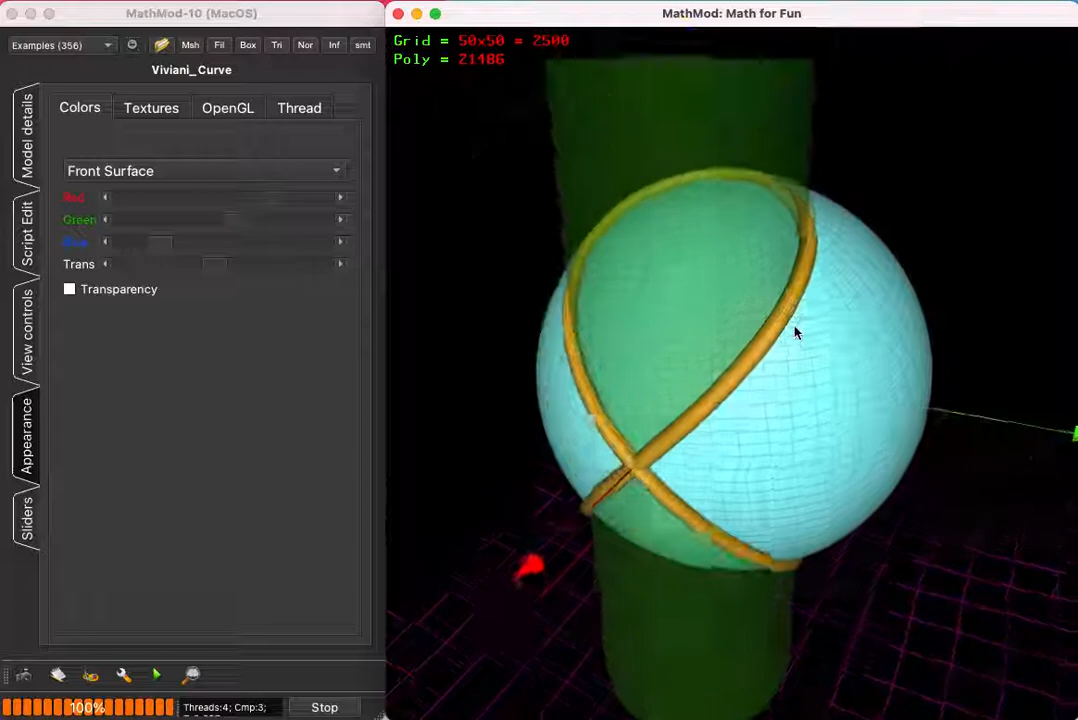 MathMod-10 (MacOS)
MathMod: Math for Fun
Examples (356)
Msh Fil Box Tri Nor Inf smt
Viviani_Curve
Colors Textures OpenGL Thread
Front Surface
Red
Green
Blue
Trans
Transparency
Model details
Script Edit
View controls
Appearance
Sliders
100%
Threads:4; Cmp:3;
Stop
Grid = 50x50 = 2500
Poly = 21486